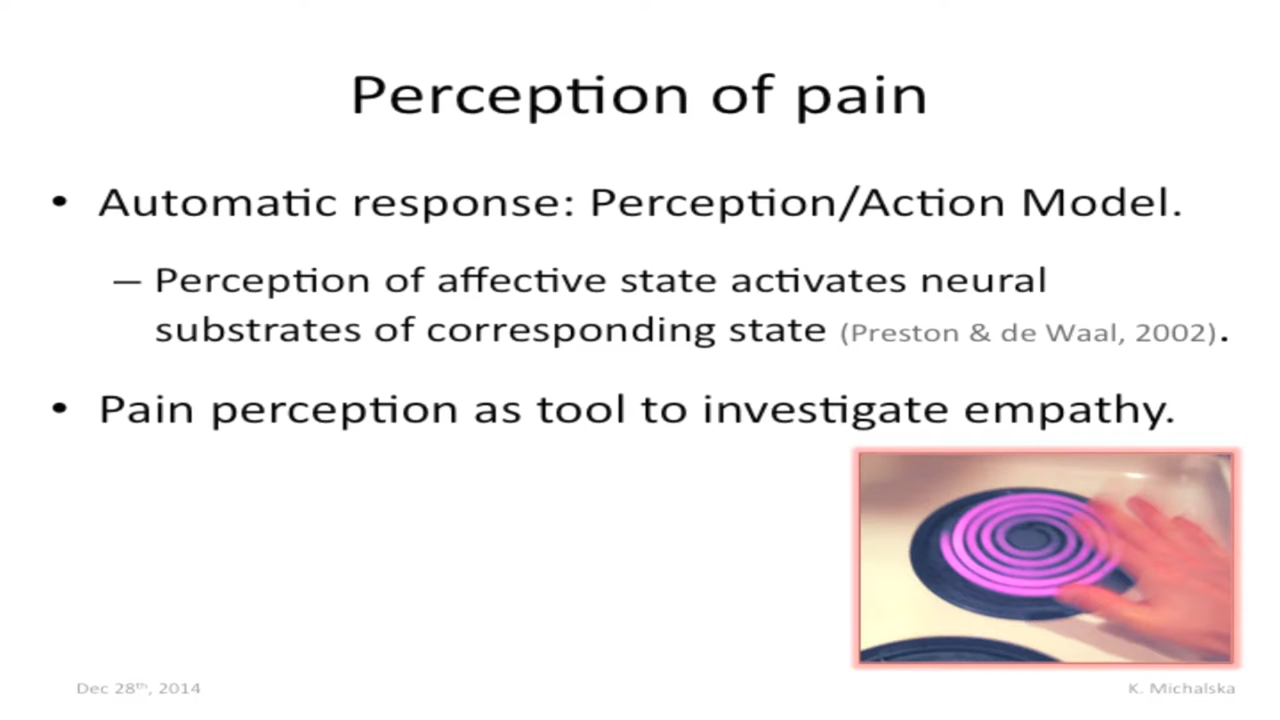 Perception of pain
• Automatic response: Perception/Action Model.
– Perception of affective state activates neural
substrates of corresponding state (Preston & de Waal, 2002).
• Pain perception as tool to investigate empathy.
Dec 28th, 2014
K. Michalska